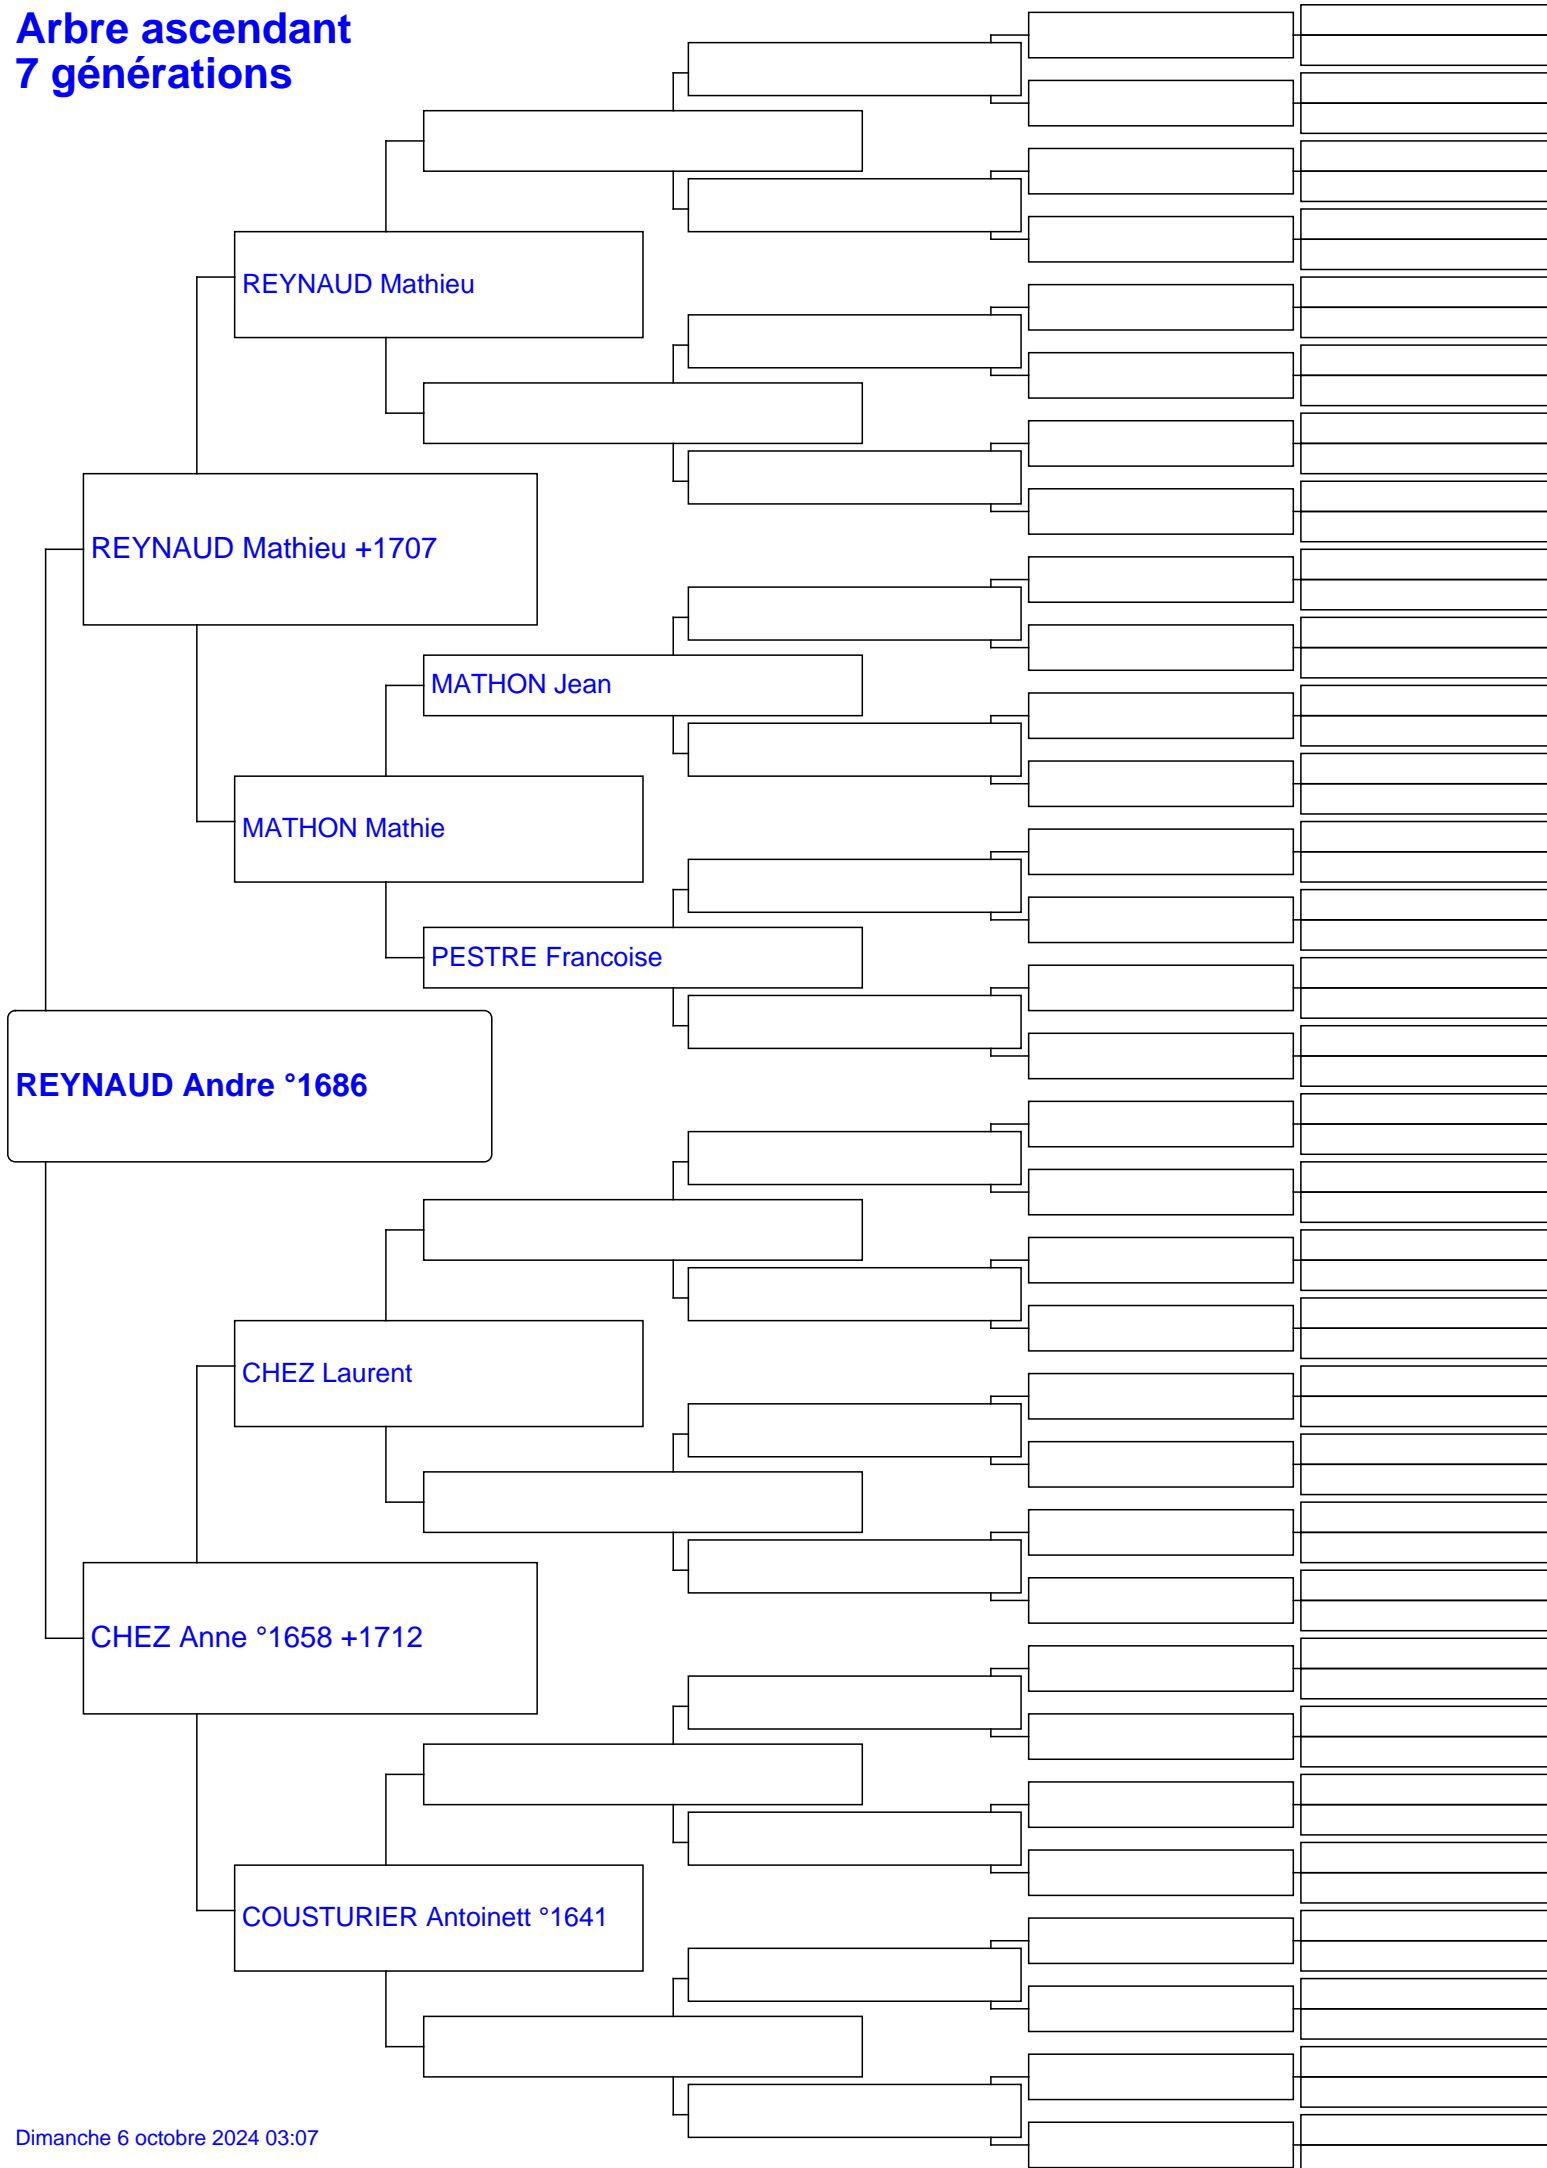 Arbre ascendant
7 générations
REYNAUD Mathieu
REYNAUD Mathieu +1707
MATHON Jean
MATHON Mathie
PESTRE Francoise
REYNAUD Andre °1686
CHEZ Laurent
CHEZ Anne °1658 +1712
COUSTURIER Antoinett °1641
Dimanche 6 octobre 2024 03:07